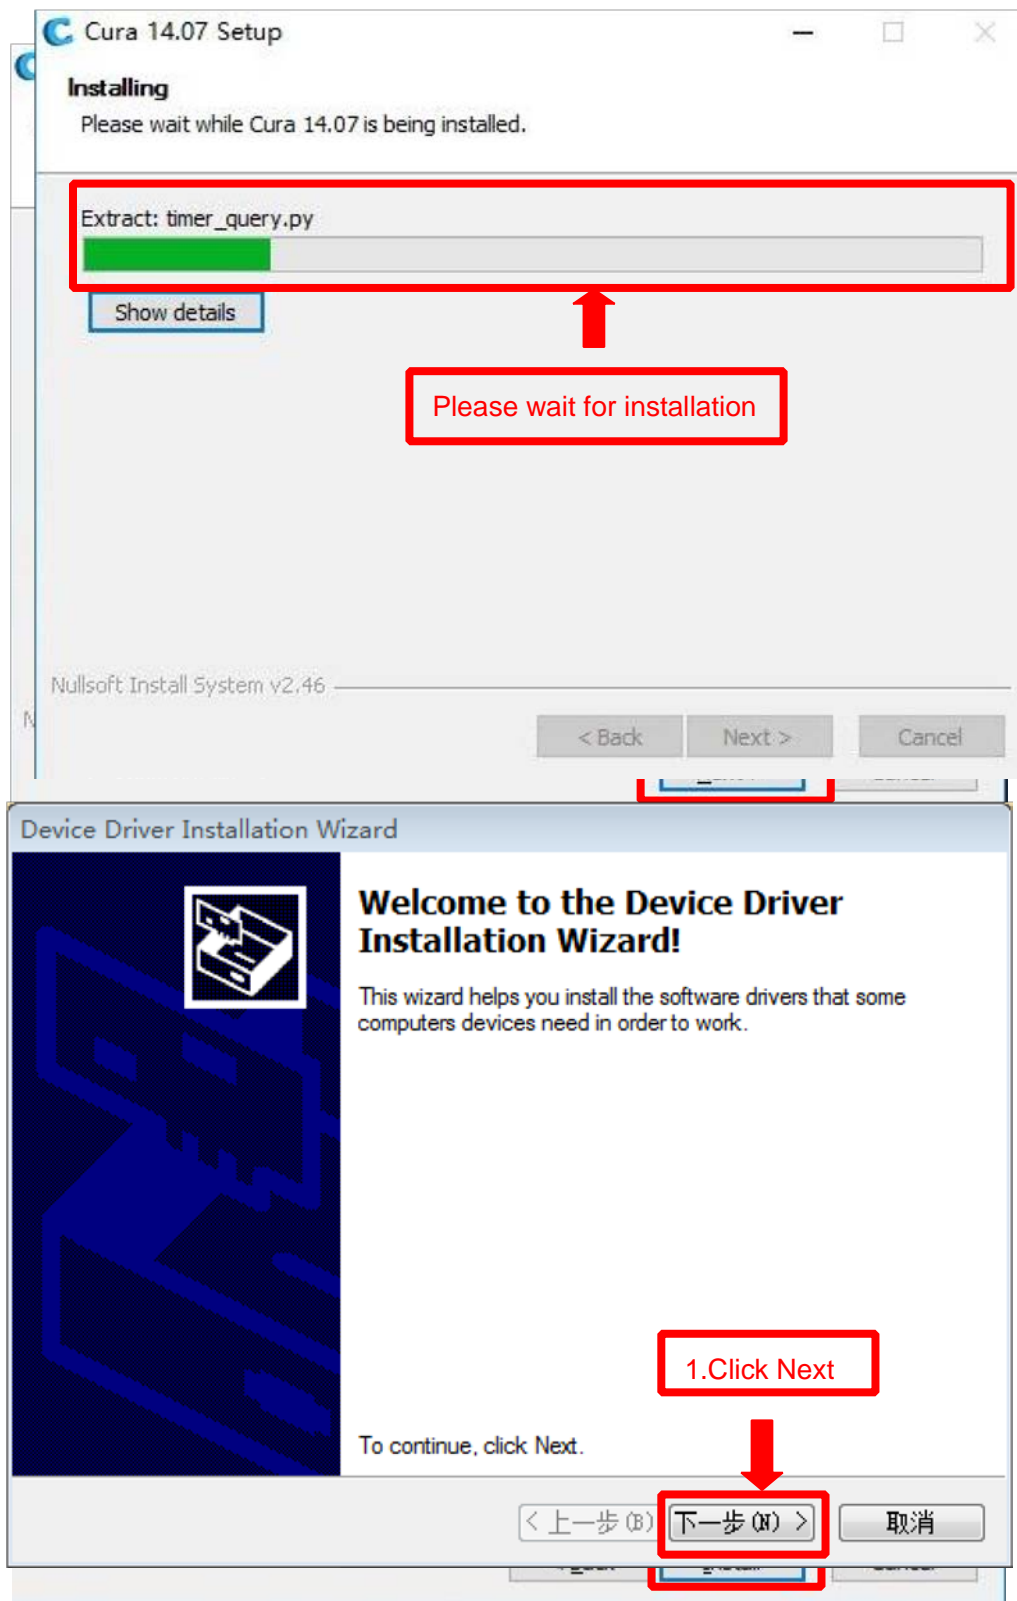 Cura 14.07 Setup
Installing
Please wait while Cura 14.07 is being installed.
Extract: timer_query.py
Show details
Please wait for installation
Nullsoft Install System v2.46
< Back
Next >
Cancel
Device Driver Installation Wizard
Welcome to the Device Driver
Installation Wizard!
This wizard helps you install the software drivers that some
computers devices need in order to work.
1.Click Next
To continue, click Next.
< 上一步(B)
下一步(N) >
取消